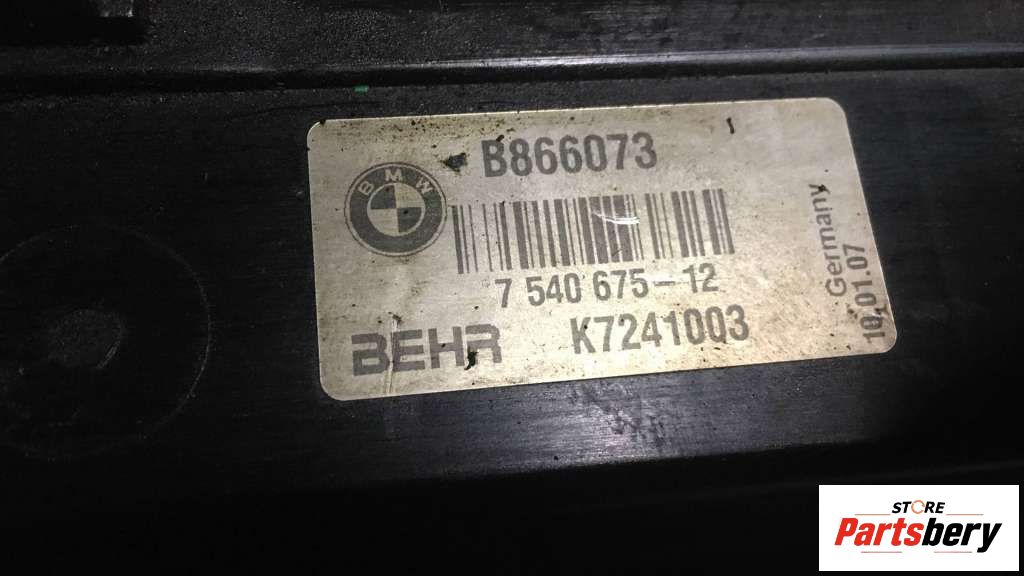 B866073
BMW
7 540 675-12
BEHR K7241003
Germany
10.01.07
STORE
Partsbery